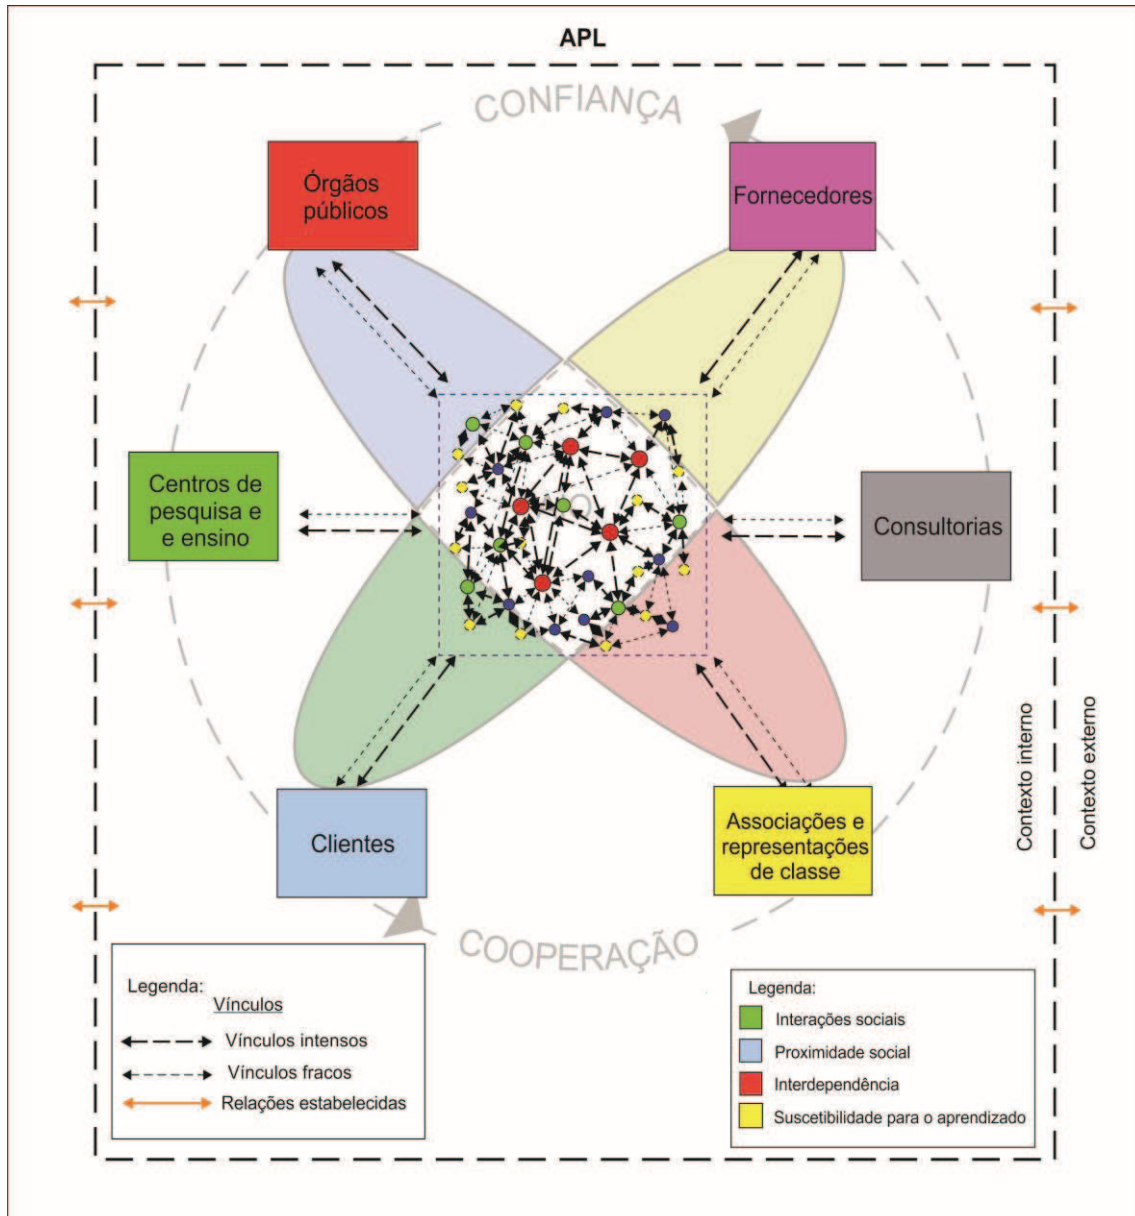 APL
CONFIANÇA
Órgãos
públicos
Fornecedores
Centros de
pesquisa e
e ensino
Consultorias
Clientes
Associações e
representações
de classe
Contexto interno
Contexto externo
COOPERAÇÃO
Legenda:
Vínculos
Vínculos intensos
Vínculos fracos
Relações estabelecidas
Legenda:
Interações sociais
Proximidade social
Interdependência
Suscetibilidade para o aprendizado